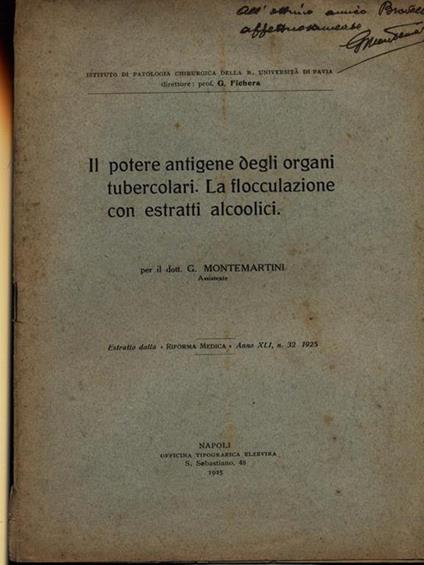 All'ottimo amico
affettuosamente
ISTITUTO DI PATOLOGIA CHIRURGICA DELLA R. UNIVERSITÀ DI PAVIA
direttore: prof. G. Fichera
Il potere antigene degli organi
tubercolari. La flocculazione
con estratti alcoolici.
per il dott. G. MONTEMARTINI
Assistente
Estratto dalla « RIFORMA MEDICA » Anno XLI, n. 32 1925
NAPOLI
OFFICINA TIPOGRAFICA ELZEVIRA
S. Sebastiano, 48
1925